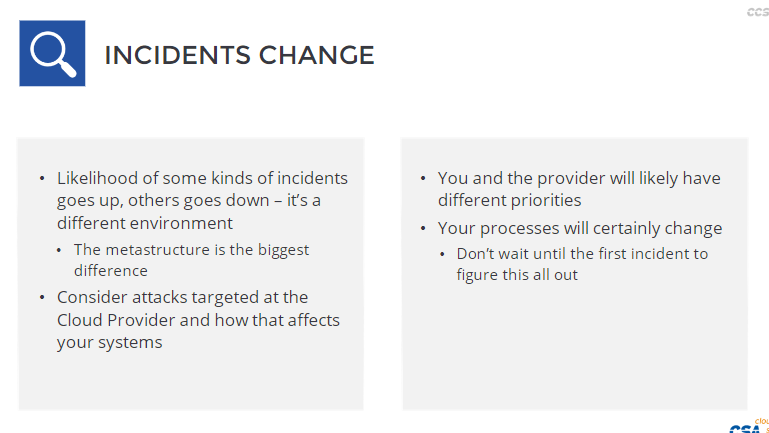 CCS
INCIDENTS CHANGE
• Likelihood of some kinds of incidents
goes up, others goes down – it’s a
different environment
• The metastructure is the biggest
difference
• Consider attacks targeted at the
Cloud Provider and how that affects
your systems
• You and the provider will likely have
different priorities
• Your processes will certainly change
• Don’t wait until the first incident to
figure this all out
CSA